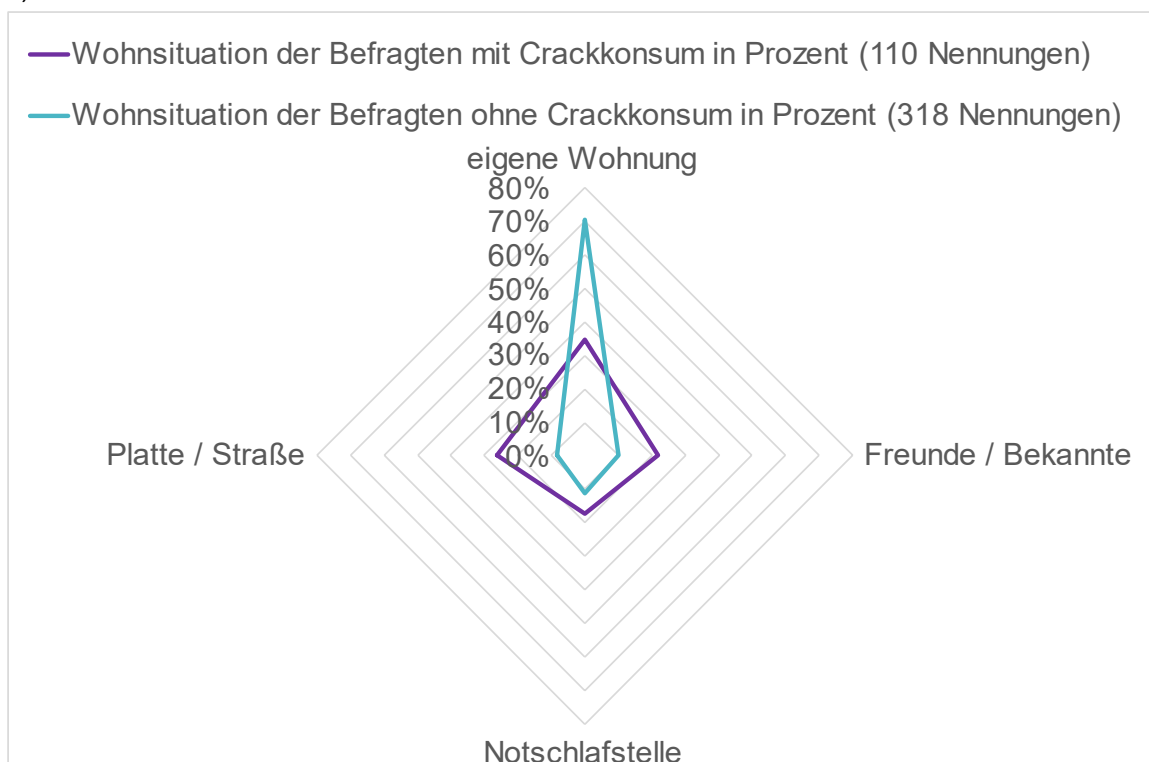 Wohnsituation der Befragten mit Crackkonsum in Prozent (110 Nennungen)
Wohnsituation der Befragten ohne Crackkonsum in Prozent (318 Nennungen)
eigene Wohnung
80%
70%
60%
50%
40%
30%
20%
10%
0%
Platte / Straße
Freunde / Bekannte
Notschlafstelle